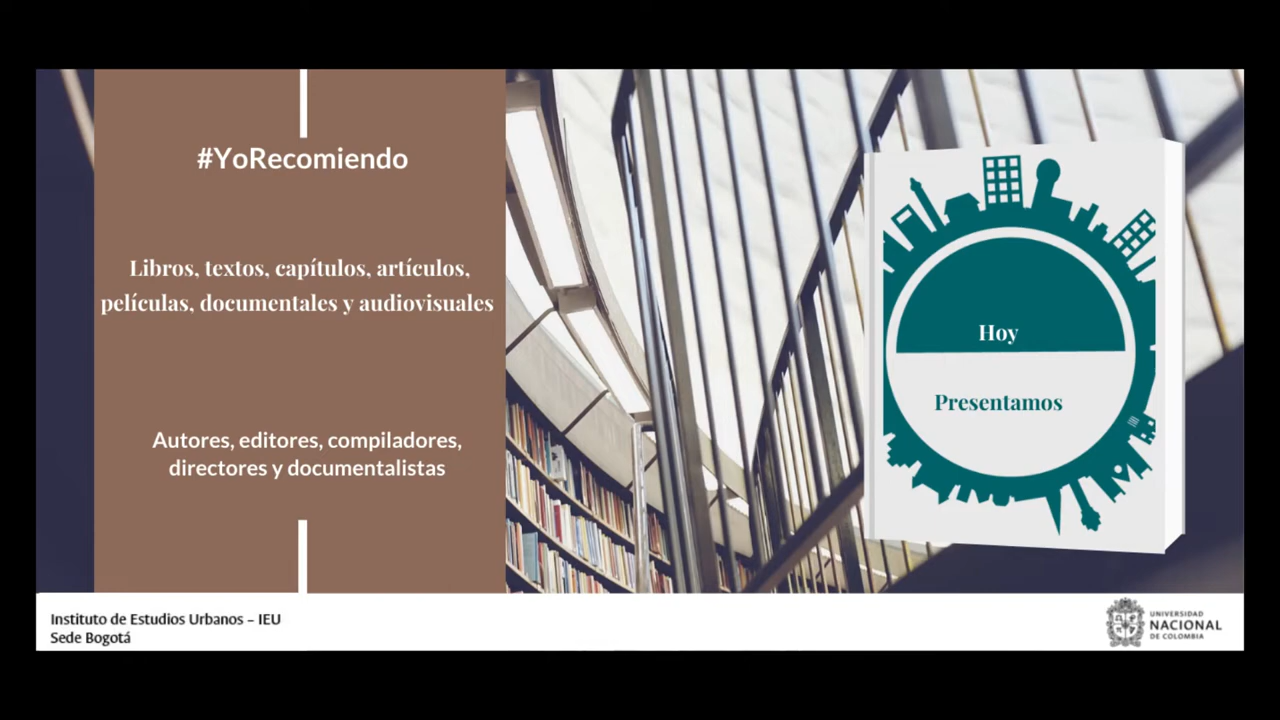 #YoRecomiendo
Libros, textos, capítulos, artículos,
películas, documentales y audiovisuales
Autores, editores, compiladores,
directores y documentalistas
Hoy
Presentamos
Instituto de Estudios Urbanos – IEU
Sede Bogotá
UNIVERSIDAD
NACIONAL
DE COLOMBIA